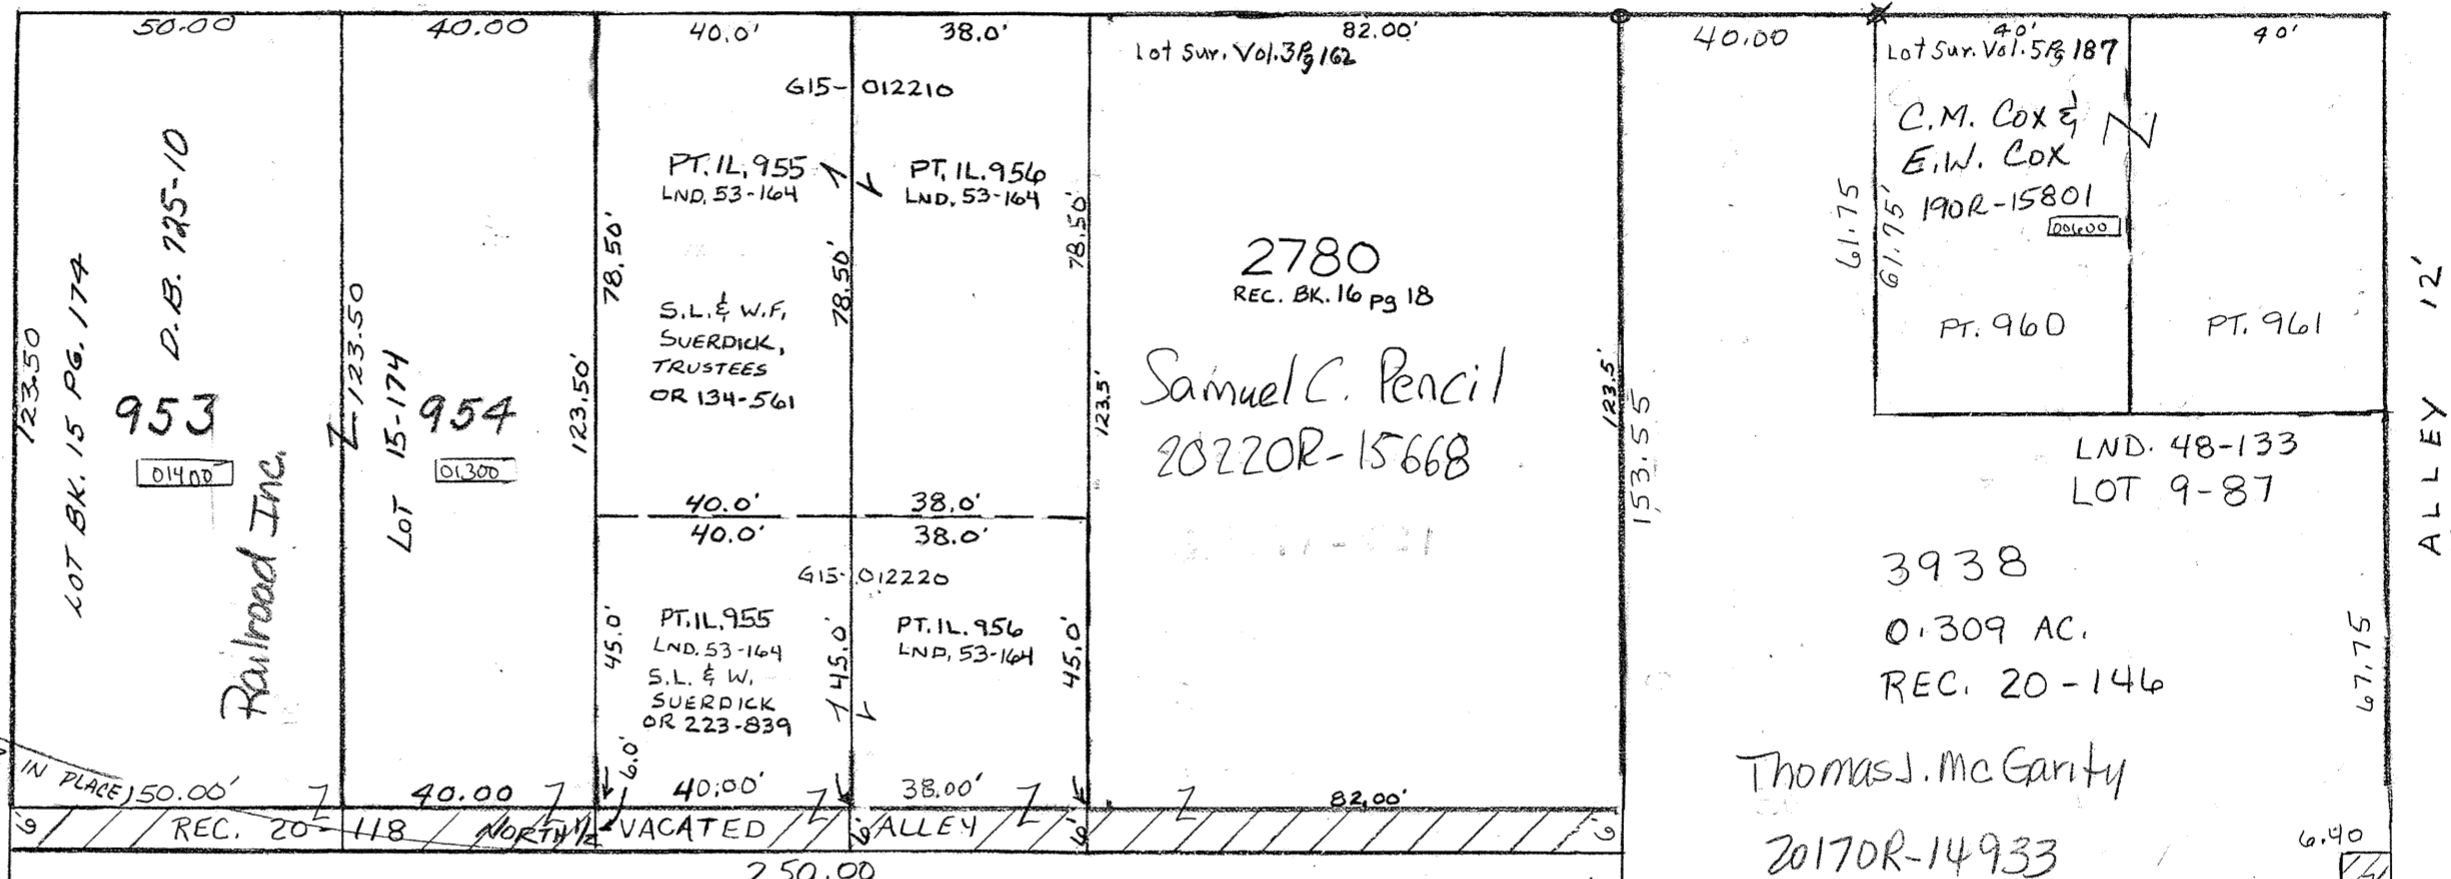 50.00
40.00
40.0'
38.0'
82.00'
40.00
40'
40'
Lot Sur. Vol.3 Pg 162
Lot Sur. Vol. 5 Pg 187
G15-012210
C.M. Cox &
E.W. Cox
190R-15801
00600
PT. 960
PT. 961
61.75
61.75'
ALLEY 12'
123.50
LOT BK. 15 PG. 174
D.B. 725-10
953
01400
Railroad Inc.
123.50
LOT 15-174
954
01300
123.50'
78.50'
PT. IL. 955
LND. 53-164
S.L. & W.F.
SUERDICK,
TRUSTEES
OR 134-561
78.50'
PT. IL. 956
LND. 53-164
78.50'
40.0'
38.0'
40.0'
38.0'
G15-012220
45.0'
PT. IL. 955
LND. 53-164
S.L. & W.
SUERDICK
OR 223-839
45.0'
PT. IL. 956
LND. 53-164
45.0'
6.0'
123.5'
2780
REC. BK. 16 pg 18
Samuel C. Pencil
20220R-15668
123.5'
153.55
LND. 48-133
LOT 9-87
3938
0.309 AC.
REC. 20-146
67.75
Thomas J. McGarity
20170R-14933
6.40
IN PLACE)
50.00'
40.00
40.00'
38.00'
82.00'
6'
REC. 20-118
NORTH 1/2
VACATED
6'
ALLEY
6'
6'
250.00